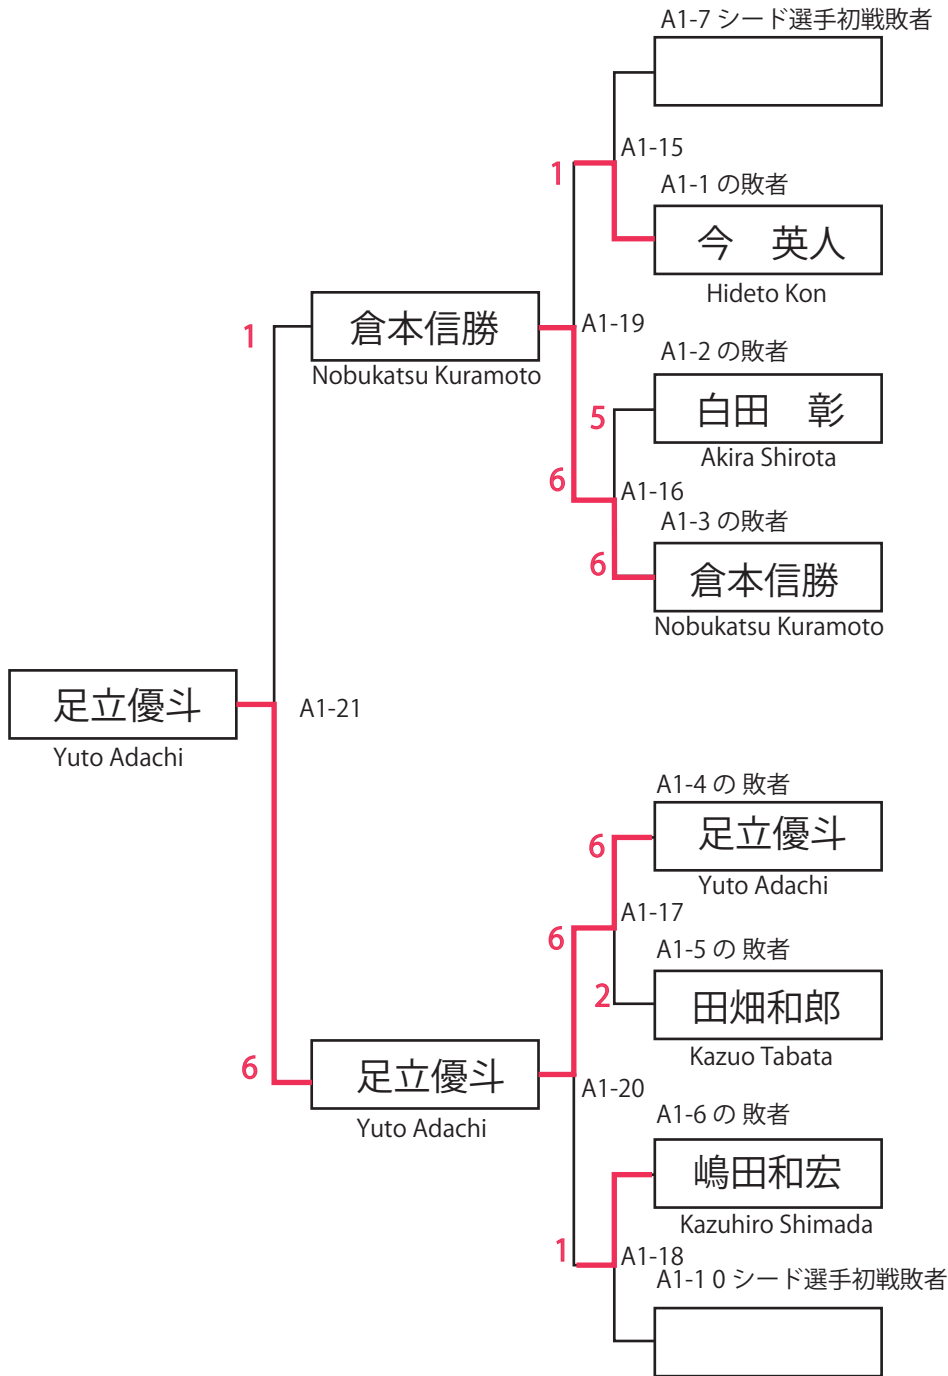 A1-7 シード選手初戦敗者
A1-15
1
A1-1 の敗者
今　英人
Hideto Kon
倉本信勝
1
A1-19
Nobukatsu Kuramoto
A1-2 の敗者
5
白田　彰
Akira Shirota
6
A1-16
A1-3 の敗者
6
倉本信勝
Nobukatsu Kuramoto
足立優斗
A1-21
Yuto Adachi
A1-4 の 敗者
6
足立優斗
Yuto Adachi
A1-17
6
A1-5 の 敗者
2
田畑和郎
Kazuo Tabata
6
足立優斗
A1-20
Yuto Adachi
A1-6 の 敗者
嶋田和宏
Kazuhiro Shimada
1
A1-18
A1-1 0 シード選手初戦敗者